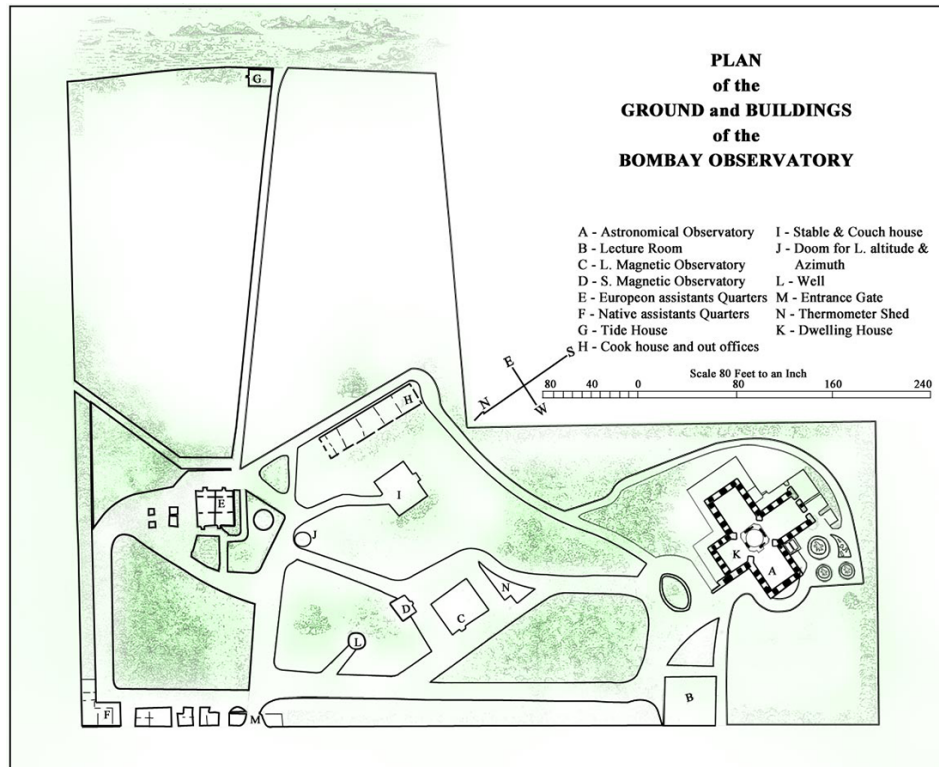 PLAN
of the
GROUND and BUILDINGS
of the
BOMBAY OBSERVATORY
A - Astronomical Observatory
B - Lecture Room
C - L. Magnetic Observatory
D - S. Magnetic Observatory
E - Europeon assistants Quarters
F - Native assistants Quarters
G - Tide House
H - Cook house and out offices
I - Stable & Couch house
J - Doom for L. altitude &
Azimuth
L - Well
M - Entrance Gate
N - Thermometer Shed
K - Dwelling House
Scale 80 Feet to an Inch
80 40 0 80 160 240
E
S
N
W
G
H
I
E
J
K
A
N
D
C
L
B
F
M